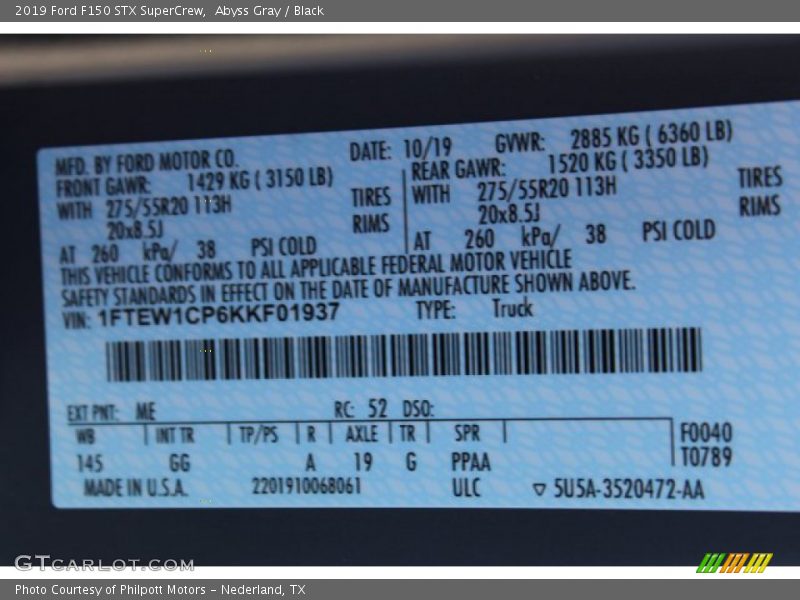 2019 Ford F150 STX SuperCrew,  Abyss Gray / Black
MFD. BY FORD MOTOR CO. DATE: 10/19 GVWR: 2885 KG ( 6360 LB)
FRONT GAWR: 1429 KG ( 3150 LB) REAR GAWR: 1520 KG ( 3350 LB)
WITH 275/55R20 113H TIRES WITH 275/55R20 113H TIRES
20x8.5J RIMS 20x8.5J RIMS
AT 260 kPa/ 38 PSI COLD AT 260 kPa/ 38 PSI COLD
THIS VEHICLE CONFORMS TO ALL APPLICABLE FEDERAL MOTOR VEHICLE
SAFETY STANDARDS IN EFFECT ON THE DATE OF MANUFACTURE SHOWN ABOVE.
VIN: 1FTEW1CP6KKF01937 TYPE: Truck
EXT PNT: ME RC: 52 DSO:
WB INT TR TP/PS R AXLE TR SPR F0040
145 GG A 19 G PPAA T0789
MADE IN U.S.A. 2201910068061 ULC ▽ 5U5A-3520472-AA
GTCARLOT.COM
Photo Courtesy of Philpott Motors - Nederland, TX